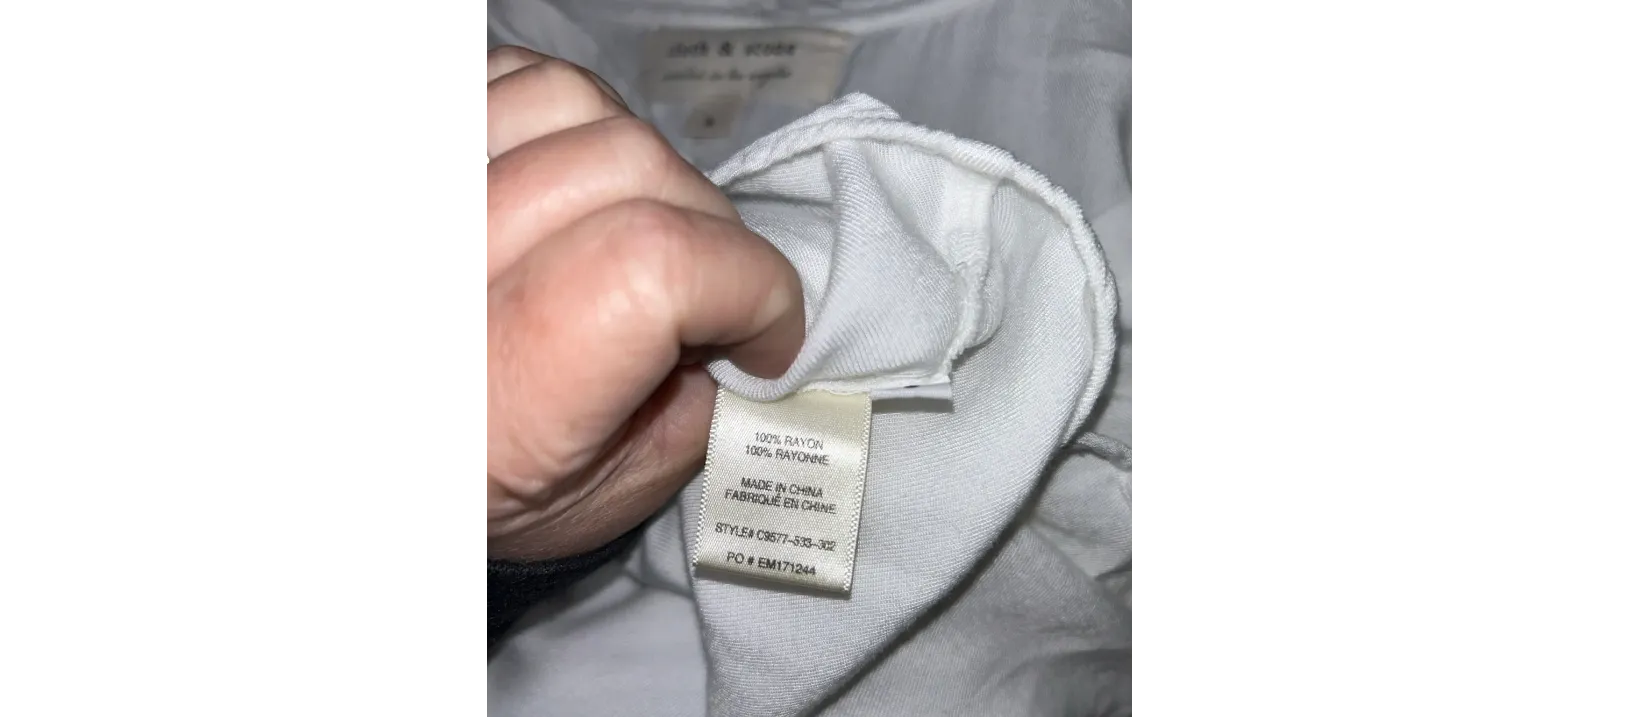 cloth & stone
100% RAYON
100% RAYONNE
MADE IN CHINA
FABRIQUÉ EN CHINE
STYLE# C9577-533-302
PO # EM171244